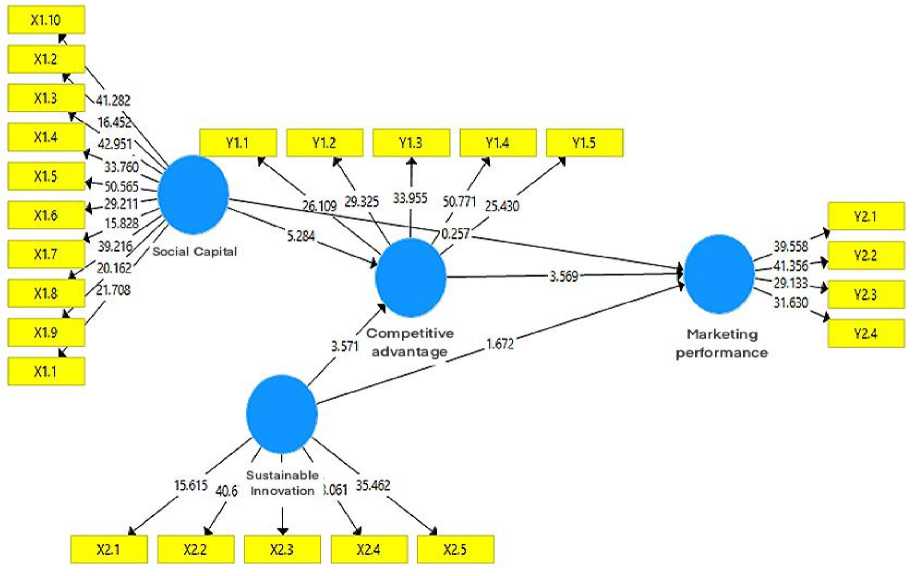 X1.10
X1.2
X1.3
X1.4
X1.5
X1.6
X1.7
X1.8
X1.9
X1.1
41.282
16.452
42.951
33.760
50.565
29.211
15.828
39.216
20.162
21.708
Social Capital
Y1.1
Y1.2
Y1.3
Y1.4
Y1.5
26.109
29.325
33.955
50.771
25.430
5.284
0.257
Competitive
advantage
3.569
3.571
1.672
Marketing
performance
39.558
41.356
29.133
31.630
Y2.1
Y2.2
Y2.3
Y2.4
Sustainable
Innovation
15.615
40.6
.061
35.462
X2.1
X2.2
X2.3
X2.4
X2.5